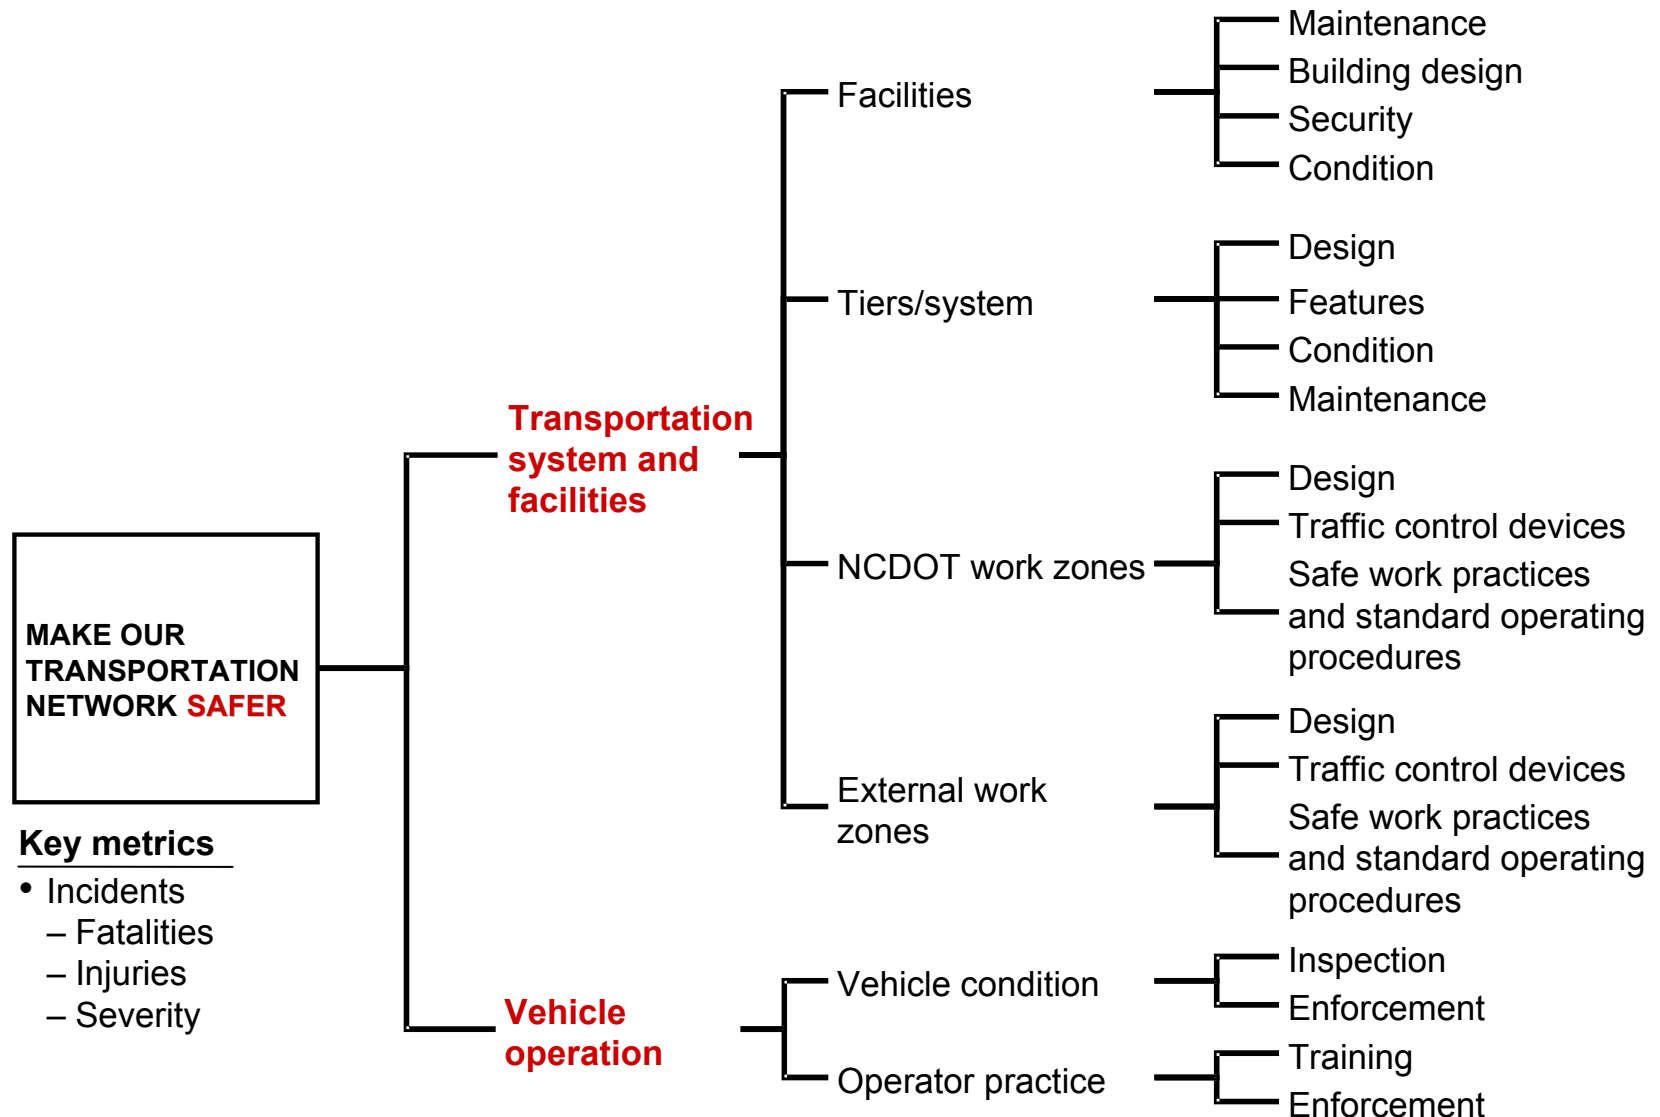 MAKE OUR
TRANSPORTATION
NETWORK SAFER
Key metrics
• Incidents
– Fatalities
– Injuries
– Severity
Transportation
system and
facilities
Facilities
Maintenance
Building design
Security
Condition
Tiers/system
Design
Features
Condition
Maintenance
NCDOT work zones
Design
Traffic control devices
Safe work practices
and standard operating
procedures
External work
zones
Design
Traffic control devices
Safe work practices
and standard operating
procedures
Vehicle
operation
Vehicle condition
Inspection
Enforcement
Operator practice
Training
Enforcement